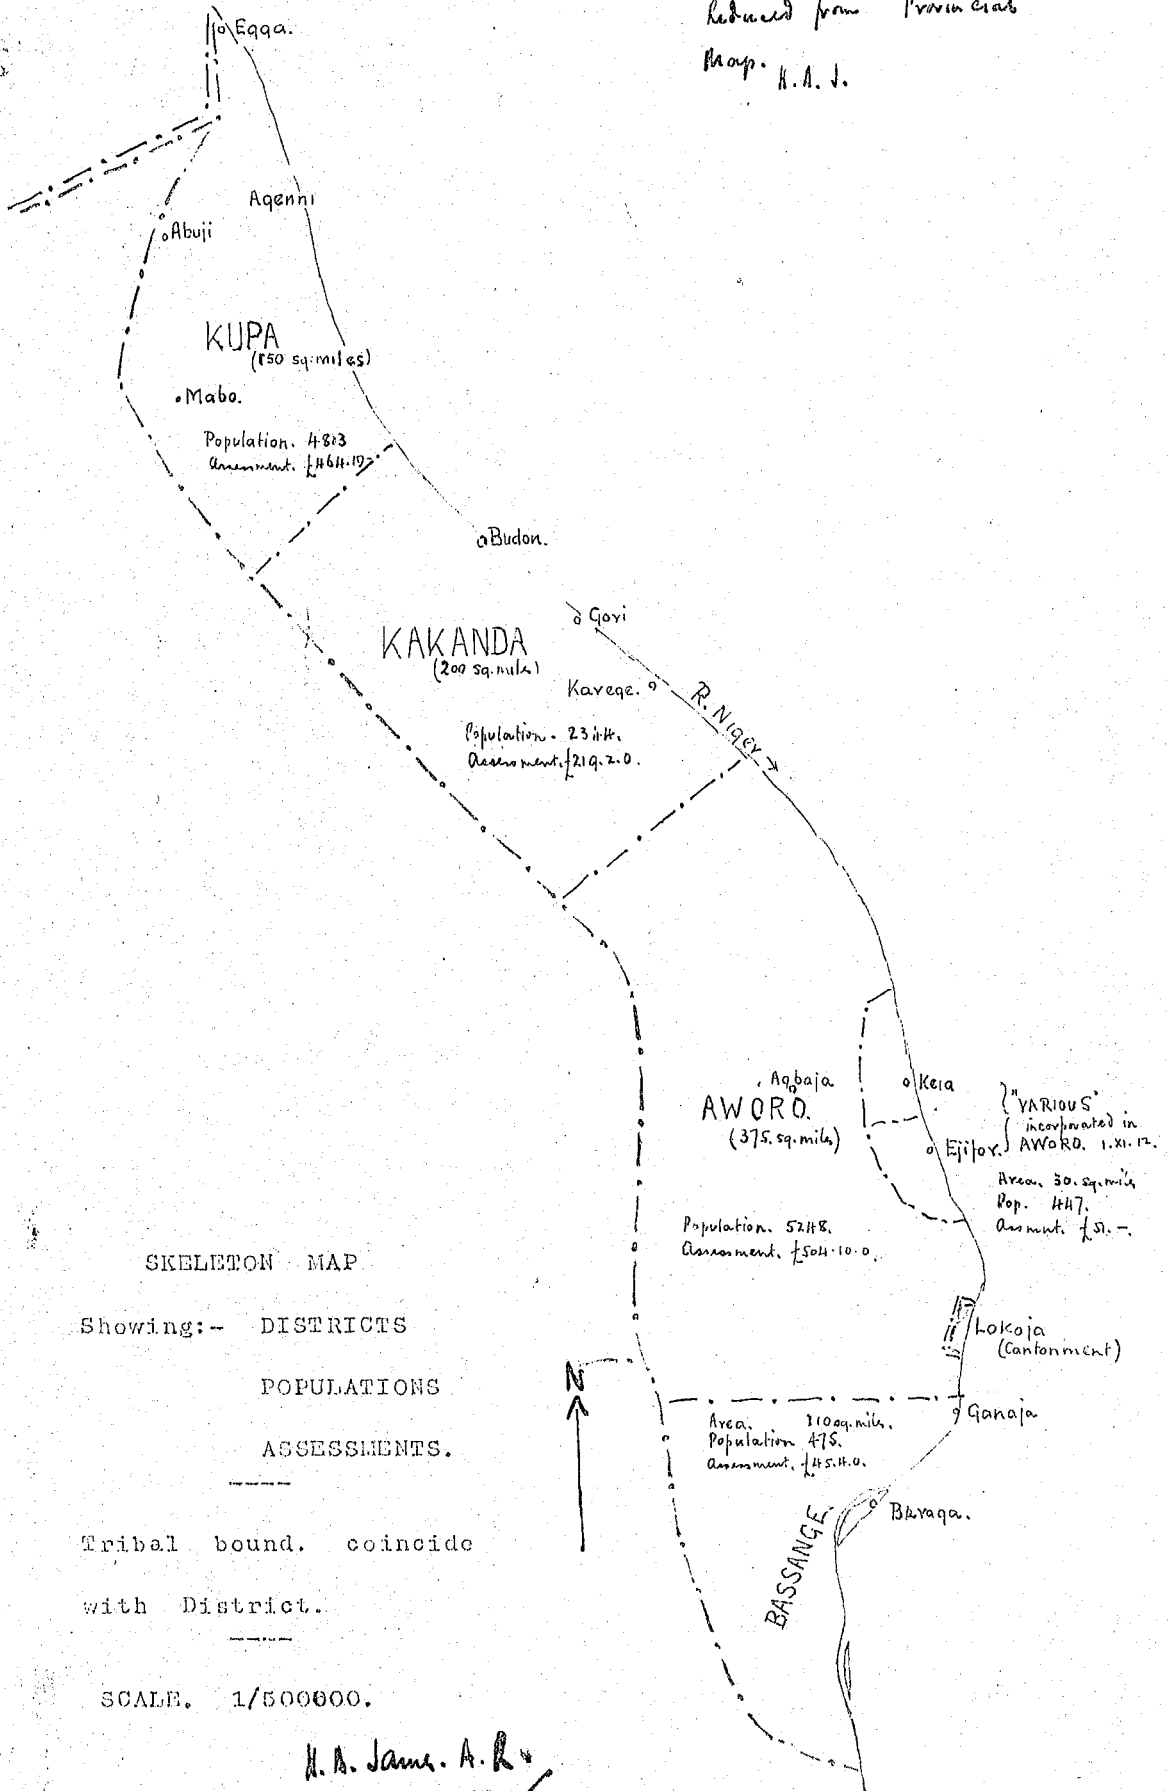 Reduced from Provincial
Map. H.A.J.
Egga.
Agenni
Abuji
KUPA
(150 sq. miles)
Mabo.
Population. 4803
Assessment. £464.19-
Budon.
Gori
KAKANDA
(200 sq. miles)
Karege.
R. Niger
Population. 2344.
Assessment. £219.2.0.
Agbaja
AWORO.
(375. sq. miles)
Keia
Ejifor.
"VARIOUS"
incorporated in
AWORO. 1.XI.12.
Area. 30. sq. miles
Pop. 447.
Assmnt. £51.-.
Population. 5248.
Assessment. £504.10.0.
Lokoja
(Cantonment)
Ganaja
Area. 110 sq. miles.
Population 475.
Assessment. £45.4.0.
Baraga.
BASSANGE
SKELETON MAP
Showing:- DISTRICTS
POPULATIONS
ASSESSMENTS.
N
Tribal bound. coincide
with District.
SCALE. 1/500000.
H.A. James. A.R.